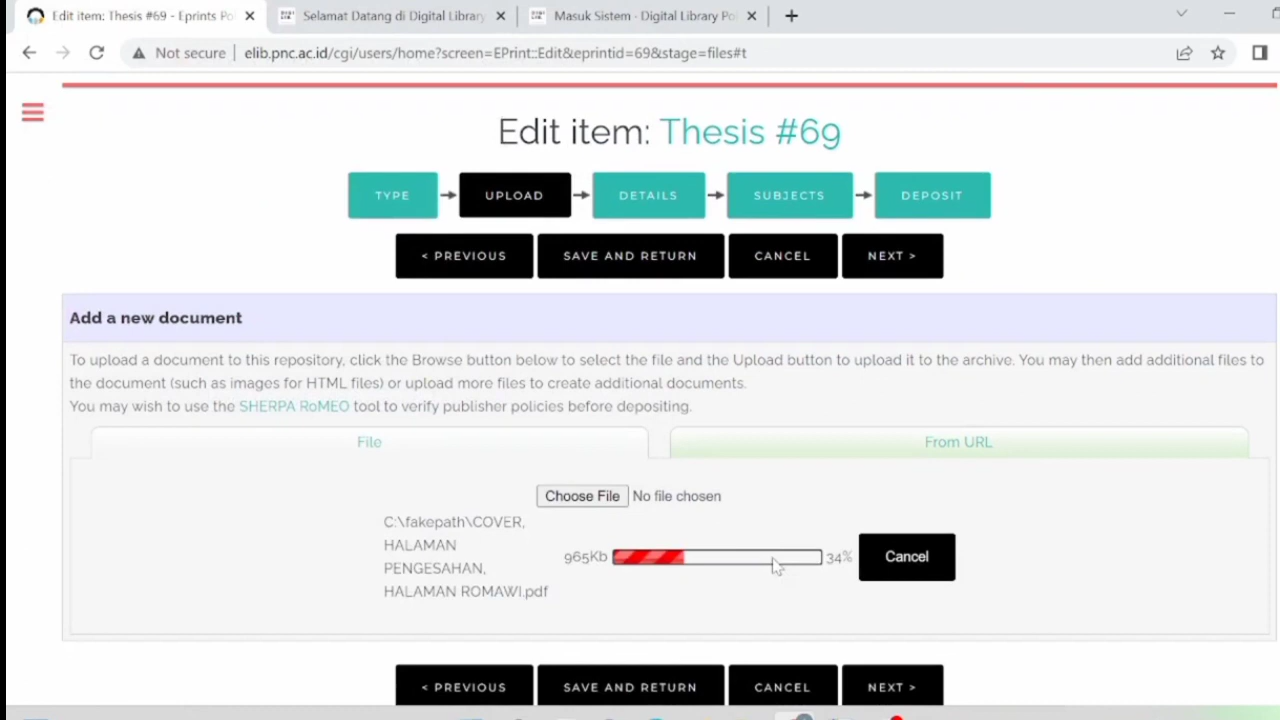 Edit item: Thesis #69 - Eprints Po
Selamat Datang di Digital Library
Masuk Sistem · Digital Library Pol
Not secure
elib.pnc.ac.id/cgi/users/home?screen=EPrint::Edit&eprintid=69&stage=files#t
Edit item: Thesis #69
TYPE
UPLOAD
DETAILS
SUBJECTS
DEPOSIT
< PREVIOUS
SAVE AND RETURN
CANCEL
NEXT >
Add a new document
To upload a document to this repository, click the Browse button below to select the file and the Upload button to upload it to the archive. You may then add additional files to
the document (such as images for HTML files) or upload more files to create additional documents.
You may wish to use the SHERPA RoMEO tool to verify publisher policies before depositing.
File
From URL
Choose File No file chosen
C:\fakepath\COVER,
HALAMAN
PENGESAHAN,
HALAMAN ROMAWI.pdf
965Kb
34%
Cancel
< PREVIOUS
SAVE AND RETURN
CANCEL
NEXT >